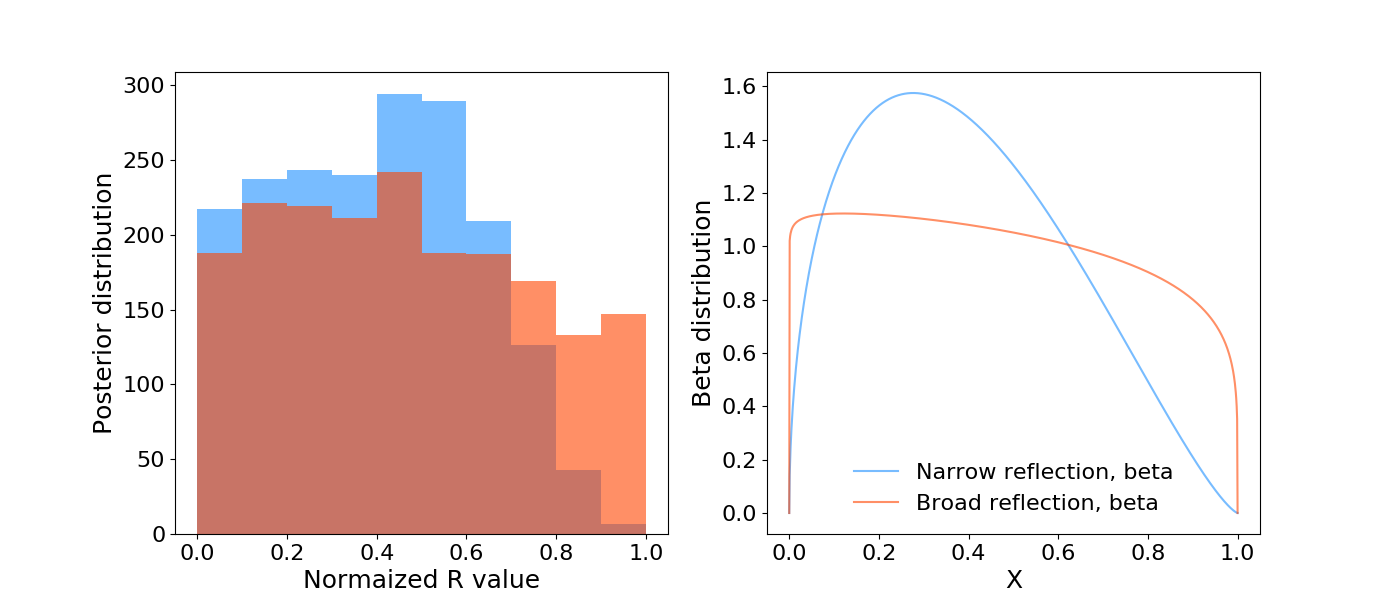 300
250
200
150
100
50
0
Posterior distribution
0.0 0.2 0.4 0.6 0.8 1.0
Normaized R value
1.6
1.4
1.2
1.0
0.8
0.6
0.4
0.2
0.0
Beta distribution
Narrow reflection, beta
Broad reflection, beta
0.0 0.2 0.4 0.6 0.8 1.0
X